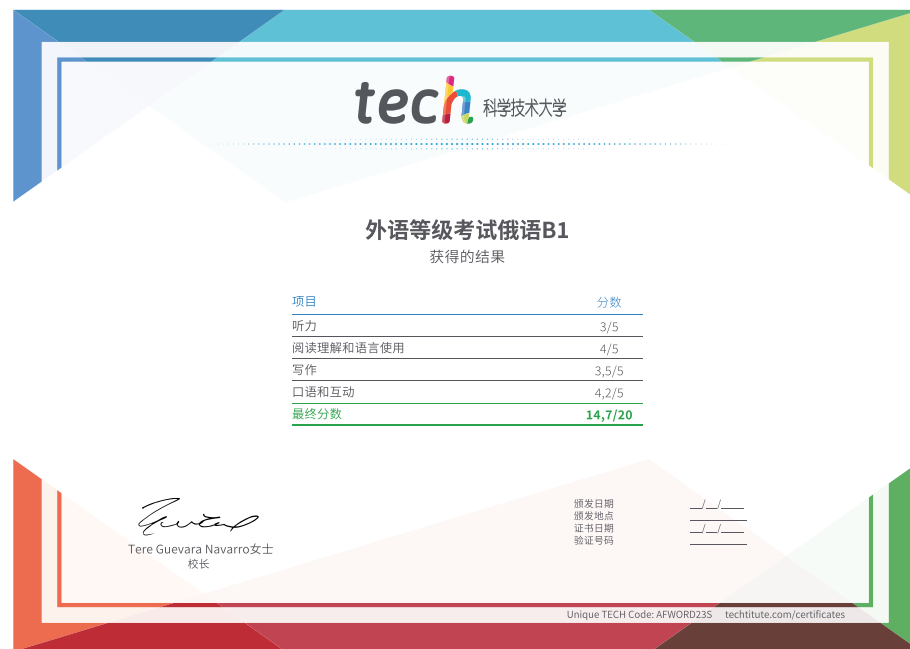 tech 科学技术大学
外语等级考试俄语B1
获得的结果
项目 分数
听力 3/5
阅读理解和语言使用 4/5
写作 3,5/5
口语和互动 4,2/5
最终分数 14,7/20
Tere Guevara Navarro女士
校长
颁发日期 __/__/____
颁发地点
证书日期 __/__/____
验证号码
Unique TECH Code: AFWORD23S techtitute.com/certificates